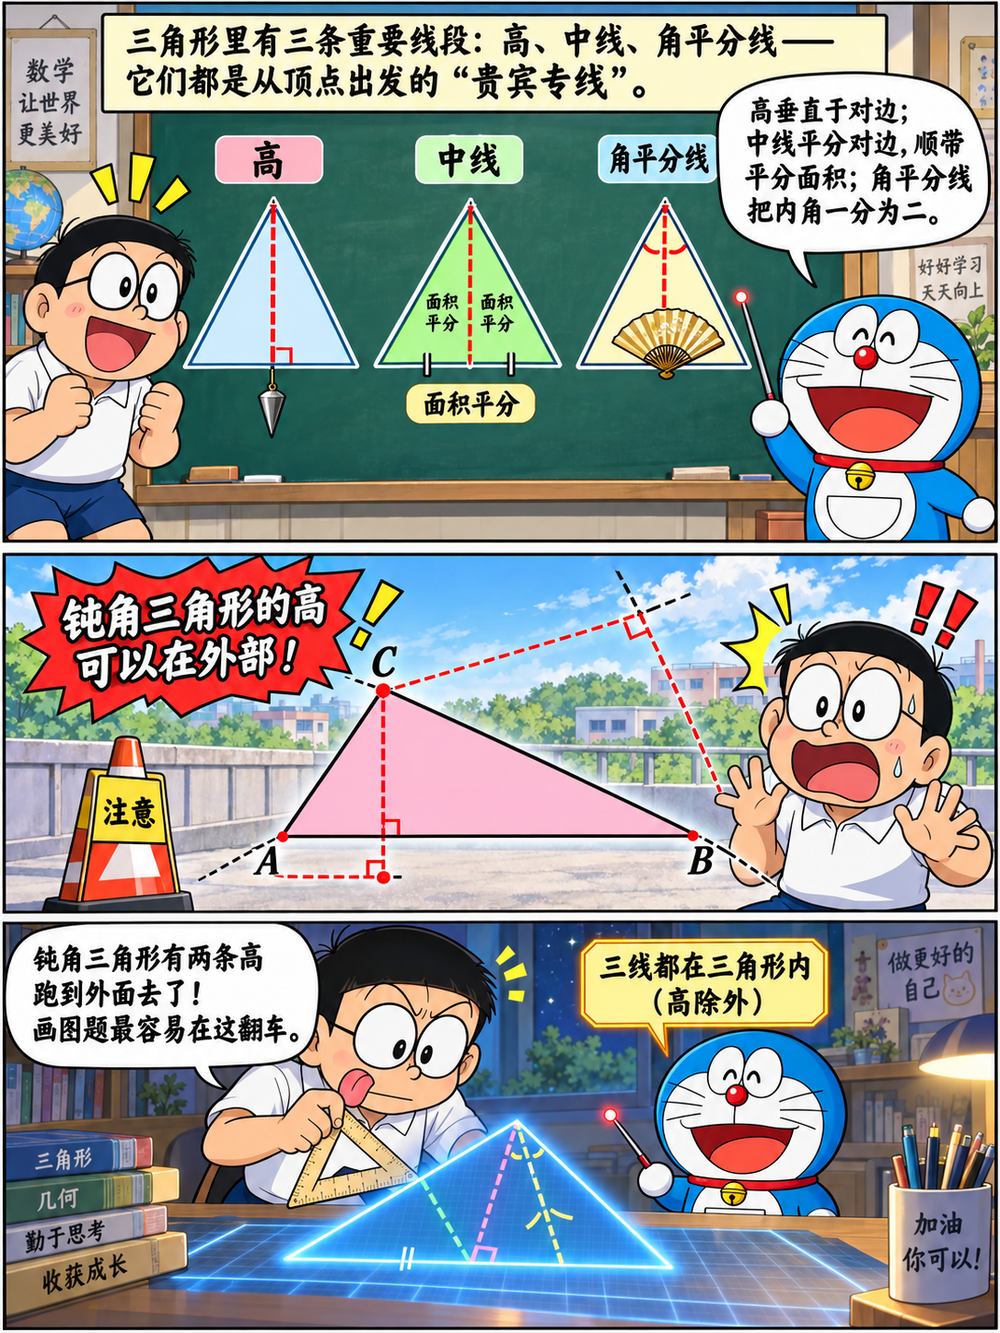 三角形里有三条重要线段：高、中线、角平分线——
它们都是从顶点出发的“贵宾专线”。
数学
让世界
更美好
高
中线
角平分线
高垂直于对边；
中线平分对边，顺带
平分面积；角平分线
把内角一分为二。
面积
平分
面积
平分
面积平分
好好学习
天天向上
钝角三角形的高
可以在外部！
C
A
B
注意
钝角三角形有两条高
跑到外面去了！
画图题最容易在这翻车。
三线都在三角形内
（高除外）
做更好的
自己
三角形
几何
勤于思考
收获成长
加油
你可以!